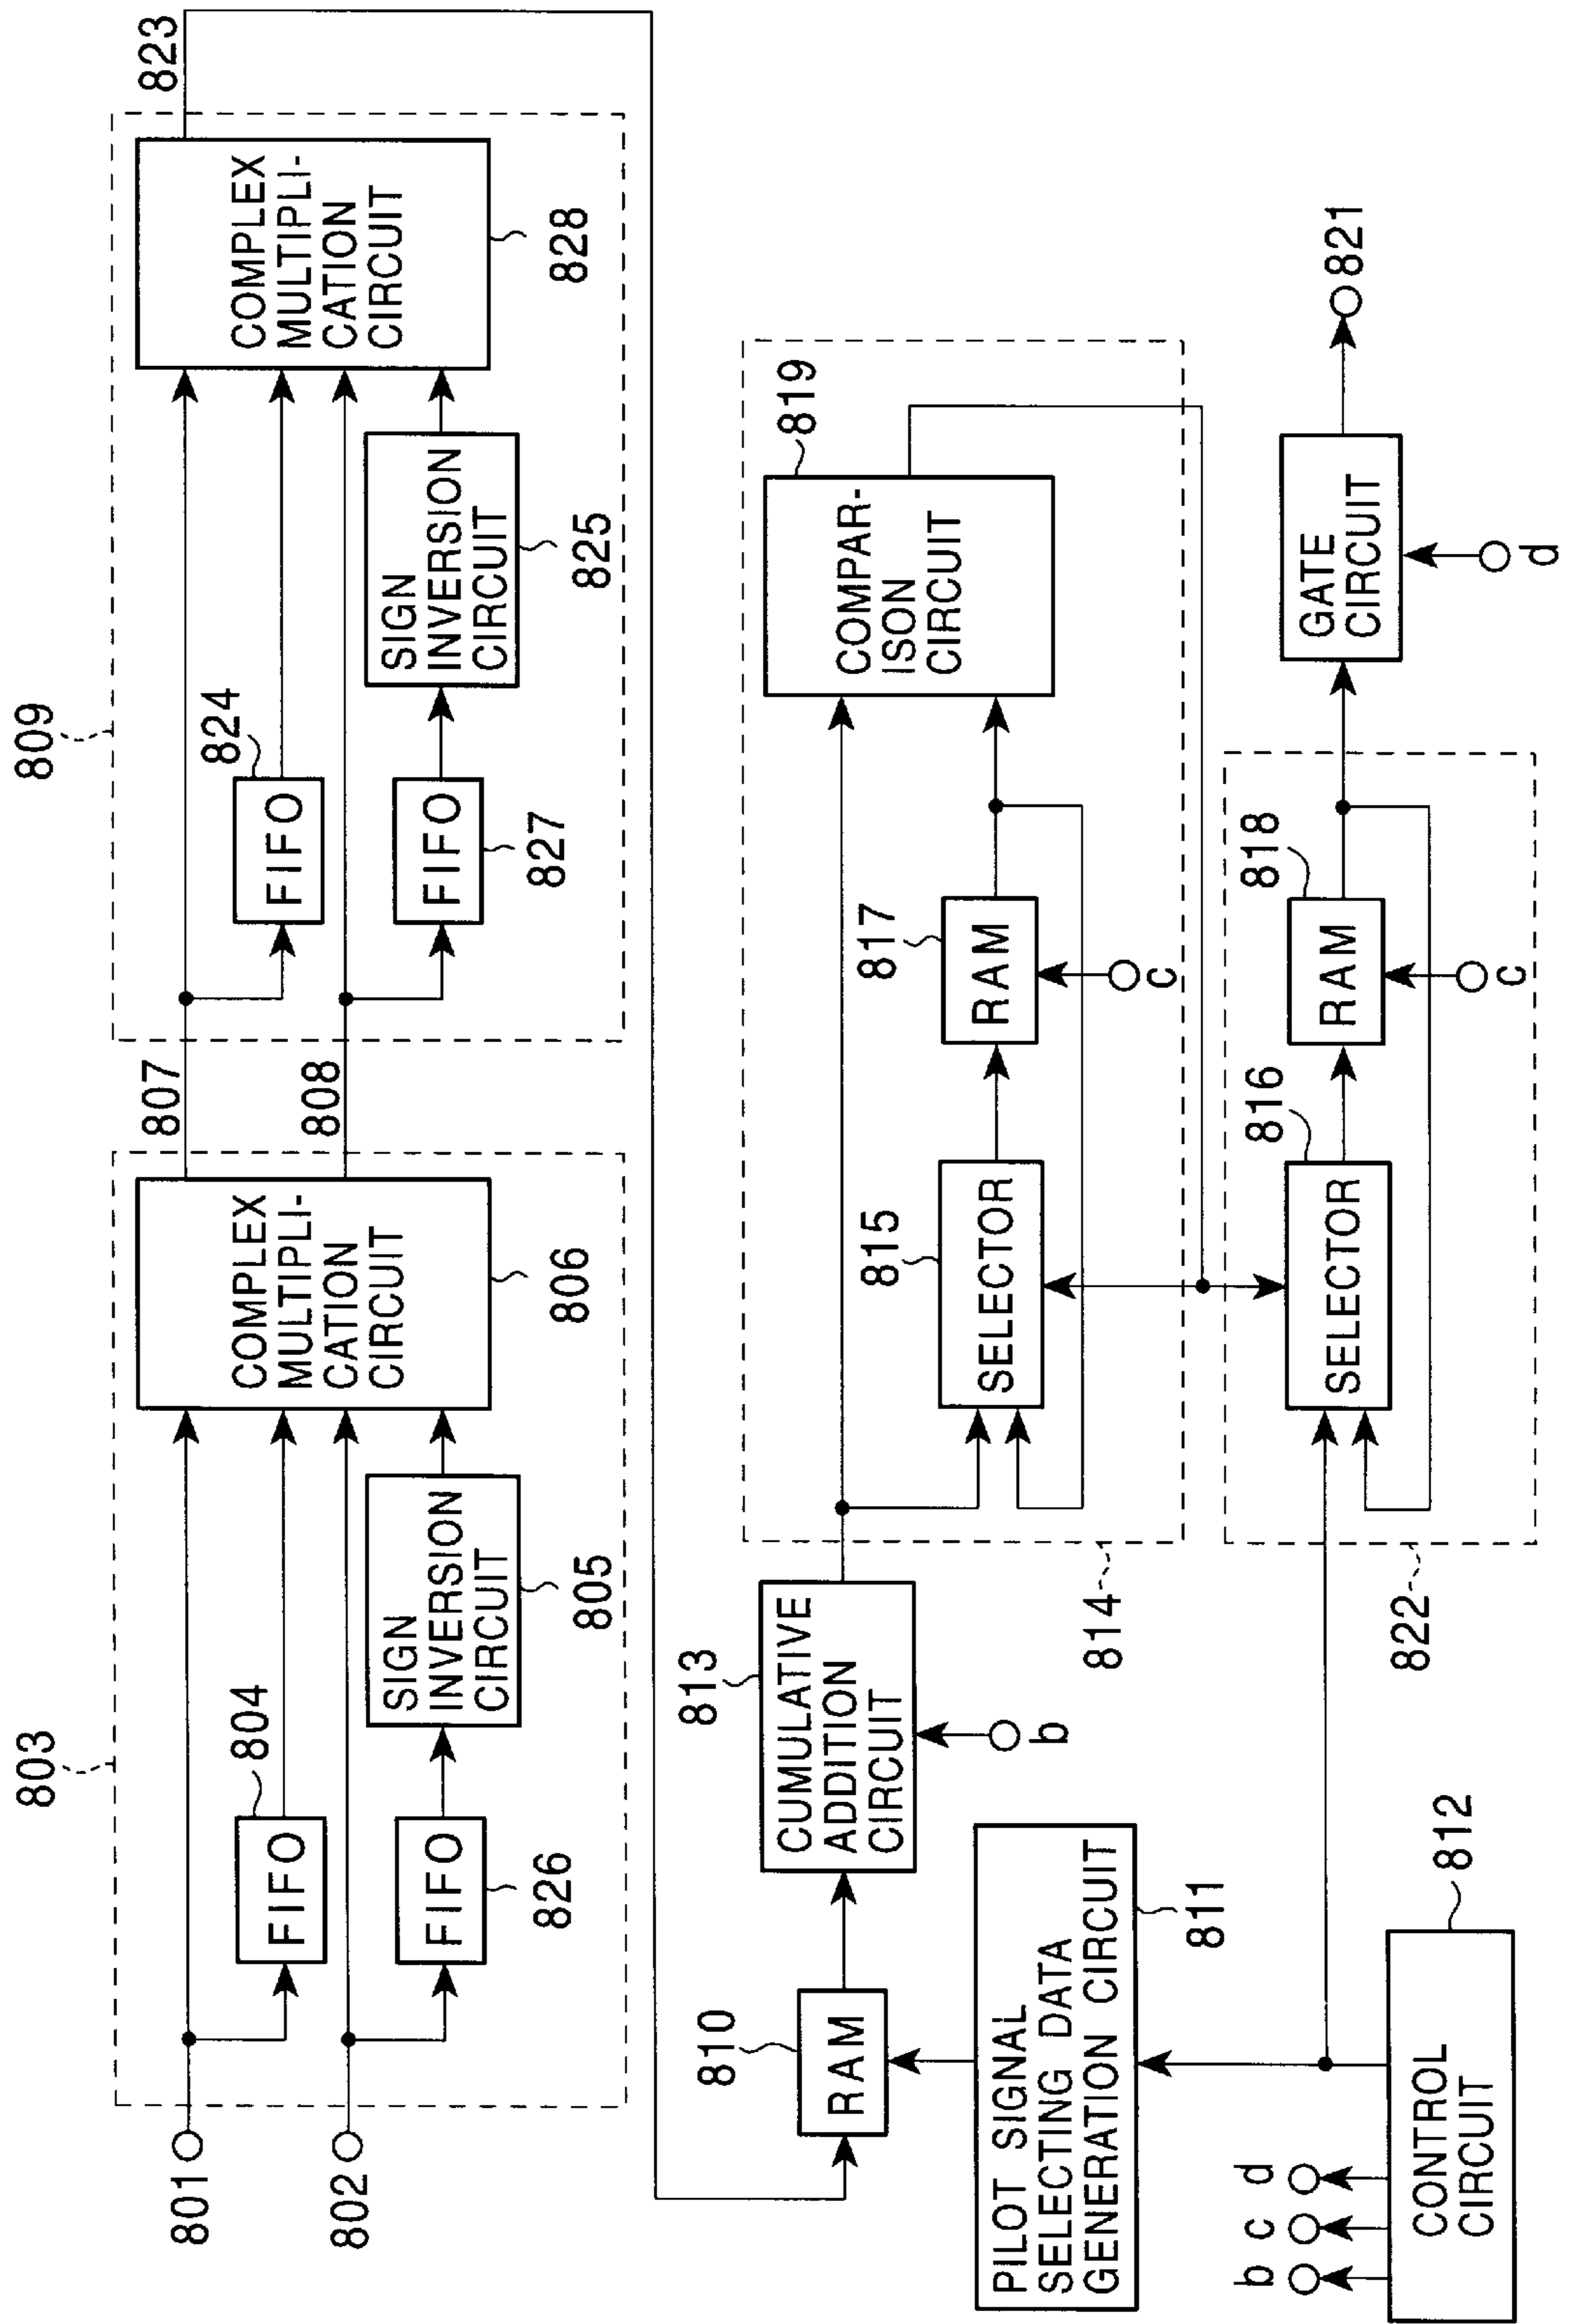 803
801
802
804
FIFO
826
FIFO
SIGN
INVERSION
CIRCUIT
805
COMPLEX
MULTIPLI-
CATION
CIRCUIT
806
807
808
809
824
FIFO
827
FIFO
SIGN
INVERSION
CIRCUIT
825
COMPLEX
MULTIPLI-
CATION
CIRCUIT
828
823
810
RAM
813
CUMULATIVE
ADDITION
CIRCUIT
b
PILOT SIGNAL
SELECTING DATA
GENERATION CIRCUIT
811
814
815
SELECTOR
817
RAM
c
819
COMPAR-
ISON
CIRCUIT
b
c
d
CONTROL
CIRCUIT
812
822
816
SELECTOR
818
RAM
c
GATE
CIRCUIT
d
821